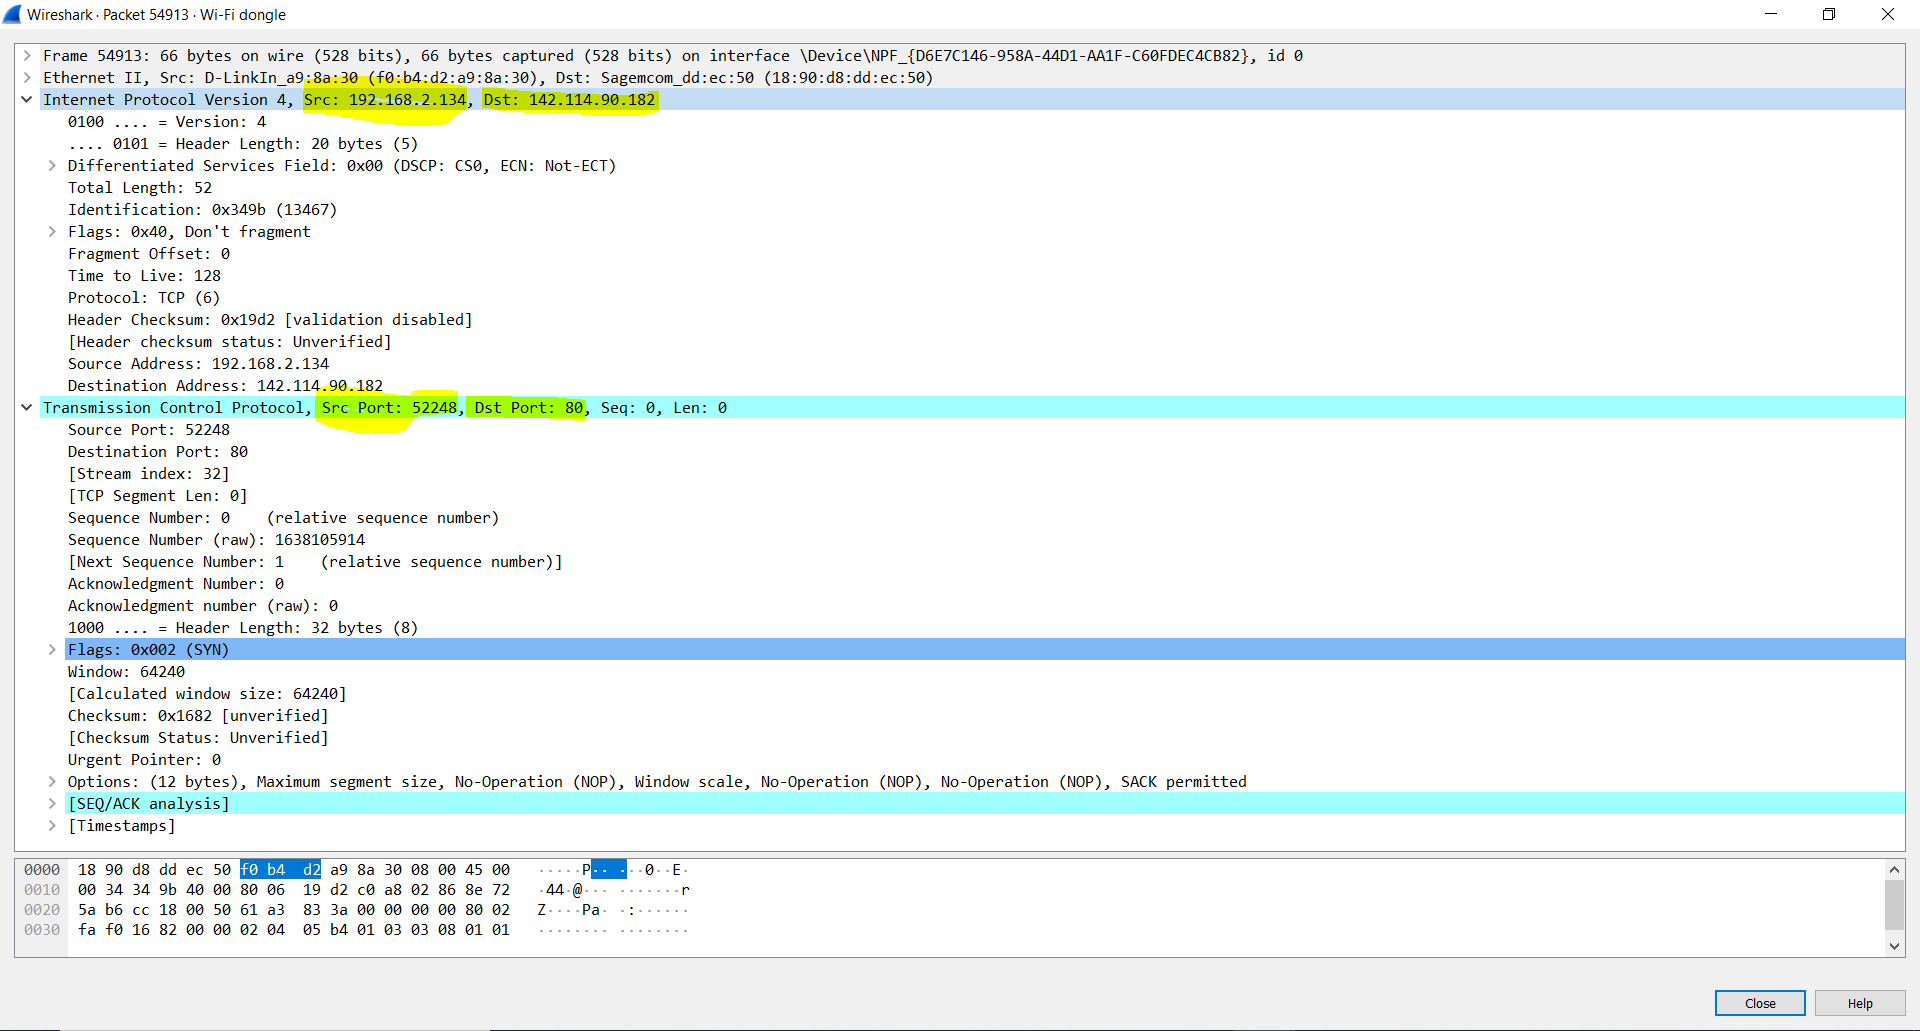 Wireshark · Packet 54913 · Wi-Fi dongle
Frame 54913: 66 bytes on wire (528 bits), 66 bytes captured (528 bits) on interface \Device\NPF_{D6E7C146-958A-44D1-AA1F-C60FDEC4CB82}, id 0
Ethernet II, Src: D-LinkIn_a9:8a:30 (f0:b4:d2:a9:8a:30), Dst: Sagemcom_dd:ec:50 (18:90:d8:dd:ec:50)
Internet Protocol Version 4, Src: 192.168.2.134, Dst: 142.114.90.182
0100 .... = Version: 4
.... 0101 = Header Length: 20 bytes (5)
Differentiated Services Field: 0x00 (DSCP: CS0, ECN: Not-ECT)
Total Length: 52
Identification: 0x349b (13467)
Flags: 0x40, Don't fragment
Fragment Offset: 0
Time to Live: 128
Protocol: TCP (6)
Header Checksum: 0x19d2 [validation disabled]
[Header checksum status: Unverified]
Source Address: 192.168.2.134
Destination Address: 142.114.90.182
Transmission Control Protocol, Src Port: 52248, Dst Port: 80, Seq: 0, Len: 0
Source Port: 52248
Destination Port: 80
[Stream index: 32]
[TCP Segment Len: 0]
Sequence Number: 0    (relative sequence number)
Sequence Number (raw): 1638105914
[Next Sequence Number: 1    (relative sequence number)]
Acknowledgment Number: 0
Acknowledgment number (raw): 0
1000 .... = Header Length: 32 bytes (8)
Flags: 0x002 (SYN)
Window: 64240
[Calculated window size: 64240]
Checksum: 0x1682 [unverified]
[Checksum Status: Unverified]
Urgent Pointer: 0
Options: (12 bytes), Maximum segment size, No-Operation (NOP), Window scale, No-Operation (NOP), No-Operation (NOP), SACK permitted
[SEQ/ACK analysis]
[Timestamps]
0000  18 90 d8 dd ec 50 f0 b4  d2 a9 8a 30 08 00 45 00   ·····P·· ···0··E·
0010  00 34 34 9b 40 00 80 06  19 d2 c0 a8 02 86 8e 72   ·44·@··· ·······r
0020  5a b6 cc 18 00 50 61 a3  83 3a 00 00 00 00 80 02   Z····Pa· ·:······
0030  fa f0 16 82 00 00 02 04  05 b4 01 03 03 08 01 01   ········ ········
Close Help